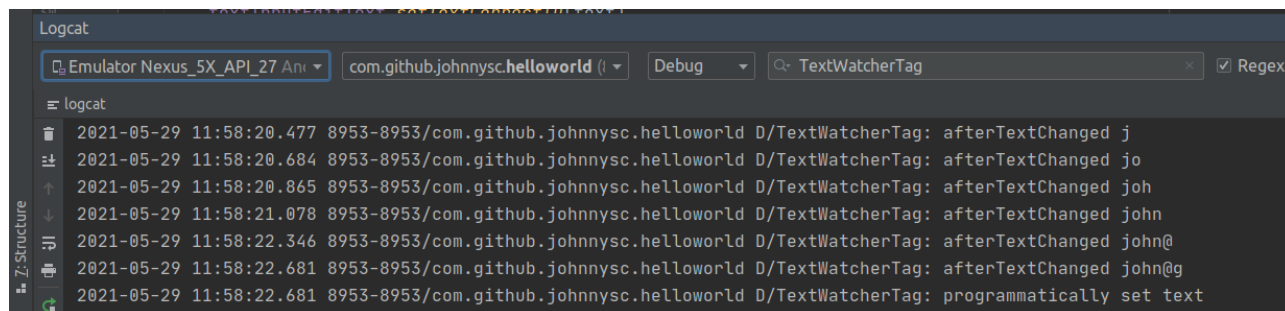 Logcat
Emulator Nexus_5X_API_27 And com.github.johnnysc.helloworld (8 Debug TextWatcherTag Regex
logcat
2021-05-29 11:58:20.477 8953-8953/com.github.johnnysc.helloworld D/TextWatcherTag: afterTextChanged j
2021-05-29 11:58:20.684 8953-8953/com.github.johnnysc.helloworld D/TextWatcherTag: afterTextChanged jo
2021-05-29 11:58:20.865 8953-8953/com.github.johnnysc.helloworld D/TextWatcherTag: afterTextChanged joh
2021-05-29 11:58:21.078 8953-8953/com.github.johnnysc.helloworld D/TextWatcherTag: afterTextChanged john
2021-05-29 11:58:22.346 8953-8953/com.github.johnnysc.helloworld D/TextWatcherTag: afterTextChanged john@
2021-05-29 11:58:22.681 8953-8953/com.github.johnnysc.helloworld D/TextWatcherTag: afterTextChanged john@g
2021-05-29 11:58:22.681 8953-8953/com.github.johnnysc.helloworld D/TextWatcherTag: programmatically set text
Z: Structure